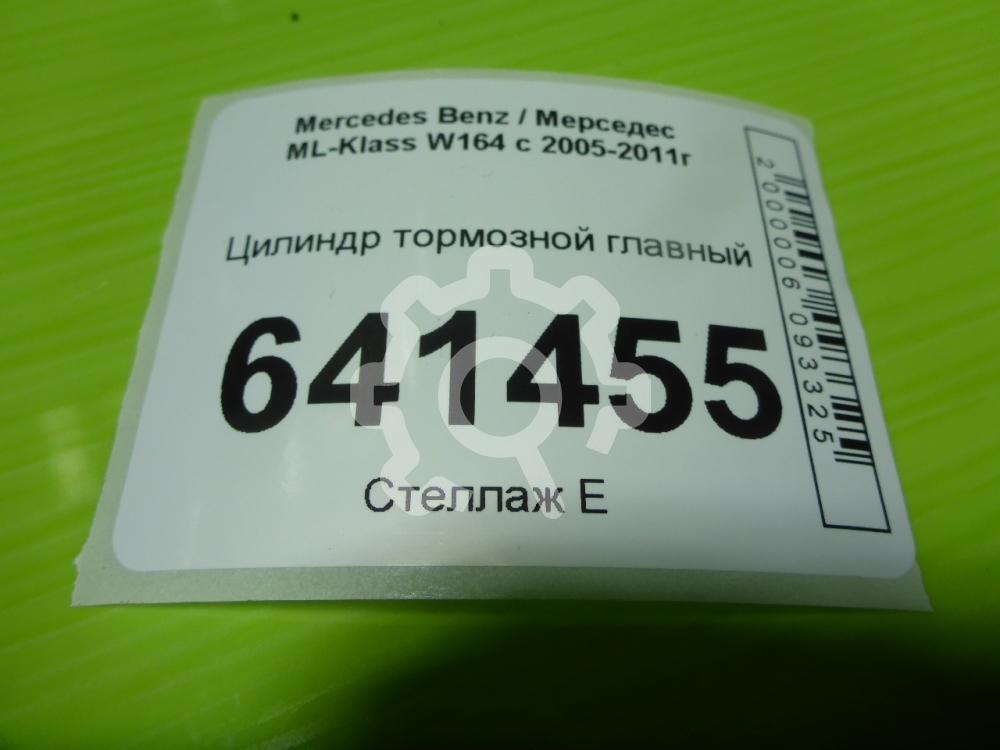 Mercedes Benz / Мерседес
ML-Klass W164 с 2005-2011г
Цилиндр тормозной главный
641455
Стеллаж Е
2000006093325